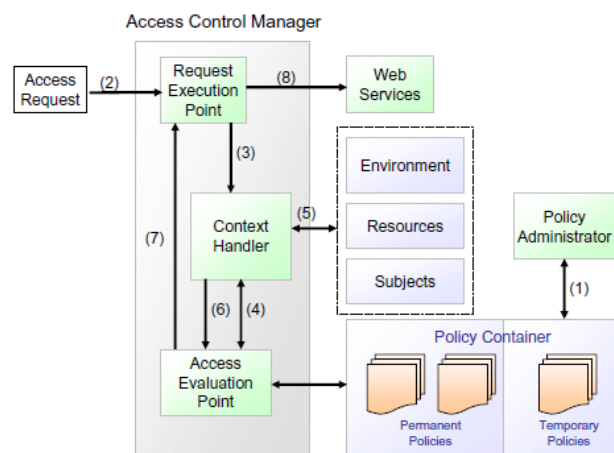 Access Control Manager
Access
Request
(2)
Request
Execution
Point
(8)
Web
Services
(3)
Environment
(7)
Context
Handler
(5)
Resources
Policy
Administrator
Subjects
(6)
(4)
(1)
Policy Container
Access
Evaluation
Point
Permanent
Policies
Temporary
Policies